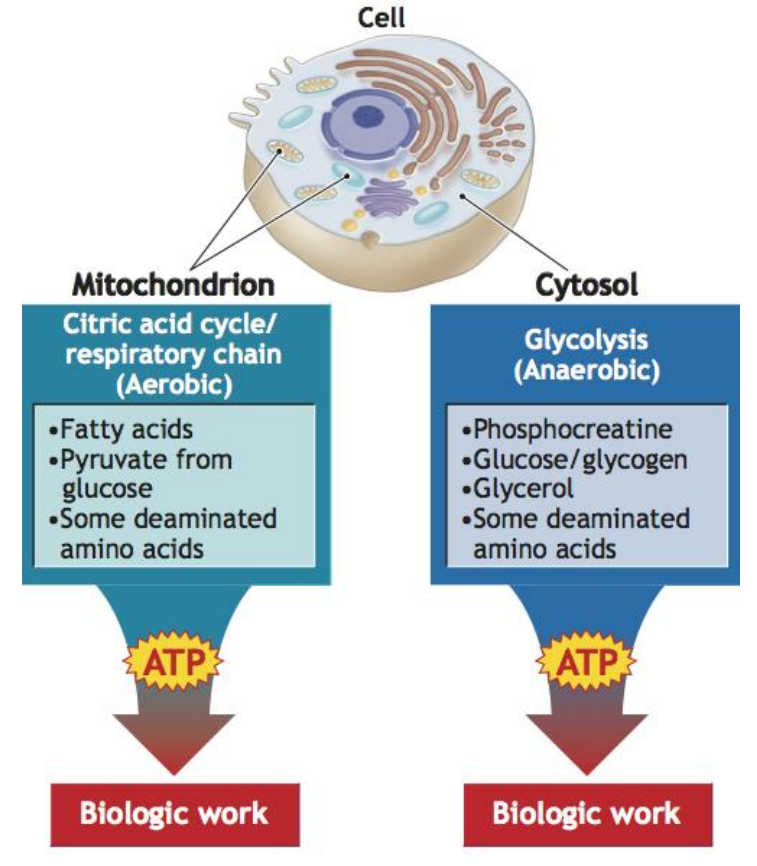 Cell
Mitochondrion
Citric acid cycle/
respiratory chain
(Aerobic)
•Fatty acids
•Pyruvate from
glucose
•Some deaminated
amino acids
ATP
Biologic work
Cytosol
Glycolysis
(Anaerobic)
•Phosphocreatine
•Glucose/glycogen
•Glycerol
•Some deaminated
amino acids
ATP
Biologic work